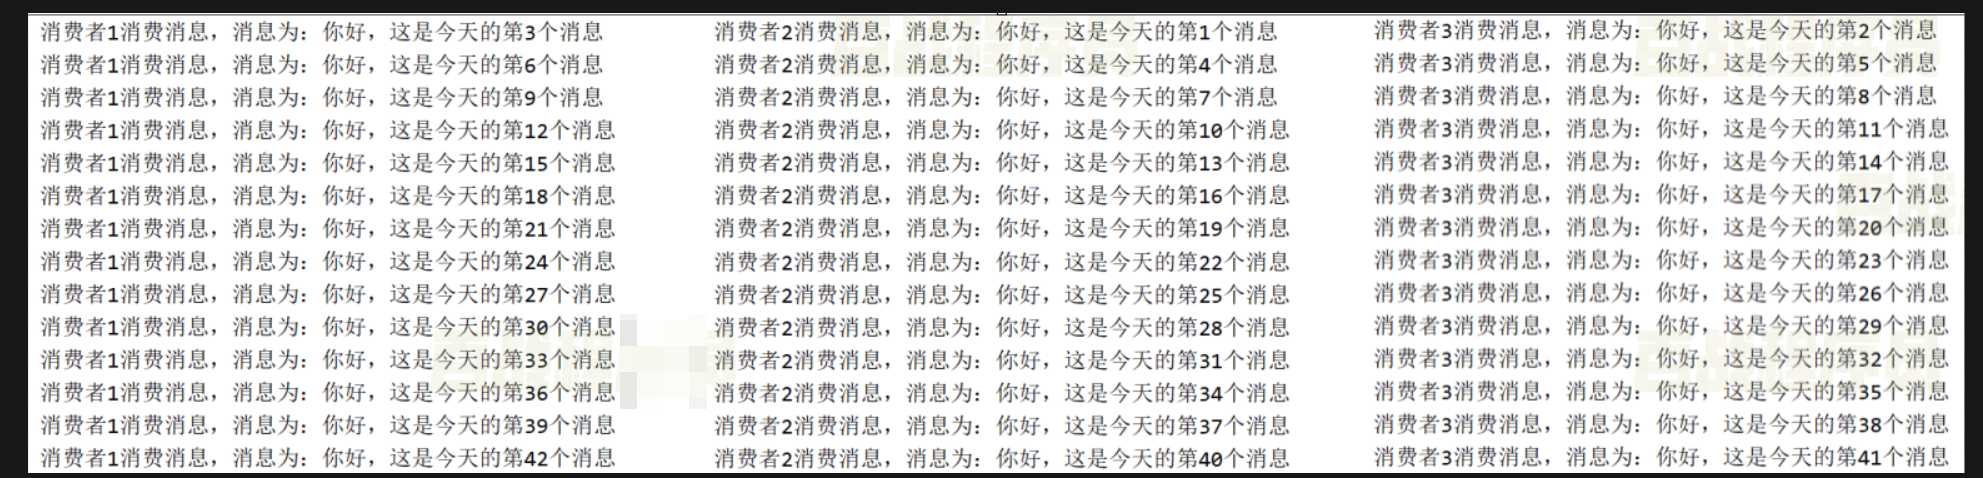 消费者1消费消息，消息为：你好，这是今天的第3个消息
消费者1消费消息，消息为：你好，这是今天的第6个消息
消费者1消费消息，消息为：你好，这是今天的第9个消息
消费者1消费消息，消息为：你好，这是今天的第12个消息
消费者1消费消息，消息为：你好，这是今天的第15个消息
消费者1消费消息，消息为：你好，这是今天的第18个消息
消费者1消费消息，消息为：你好，这是今天的第21个消息
消费者1消费消息，消息为：你好，这是今天的第24个消息
消费者1消费消息，消息为：你好，这是今天的第27个消息
消费者1消费消息，消息为：你好，这是今天的第30个消息
消费者1消费消息，消息为：你好，这是今天的第33个消息
消费者1消费消息，消息为：你好，这是今天的第36个消息
消费者1消费消息，消息为：你好，这是今天的第39个消息
消费者1消费消息，消息为：你好，这是今天的第42个消息
消费者2消费消息，消息为：你好，这是今天的第1个消息
消费者2消费消息，消息为：你好，这是今天的第4个消息
消费者2消费消息，消息为：你好，这是今天的第7个消息
消费者2消费消息，消息为：你好，这是今天的第10个消息
消费者2消费消息，消息为：你好，这是今天的第13个消息
消费者2消费消息，消息为：你好，这是今天的第16个消息
消费者2消费消息，消息为：你好，这是今天的第19个消息
消费者2消费消息，消息为：你好，这是今天的第22个消息
消费者2消费消息，消息为：你好，这是今天的第25个消息
消费者2消费消息，消息为：你好，这是今天的第28个消息
消费者2消费消息，消息为：你好，这是今天的第31个消息
消费者2消费消息，消息为：你好，这是今天的第34个消息
消费者2消费消息，消息为：你好，这是今天的第37个消息
消费者2消费消息，消息为：你好，这是今天的第40个消息
消费者3消费消息，消息为：你好，这是今天的第2个消息
消费者3消费消息，消息为：你好，这是今天的第5个消息
消费者3消费消息，消息为：你好，这是今天的第8个消息
消费者3消费消息，消息为：你好，这是今天的第11个消息
消费者3消费消息，消息为：你好，这是今天的第14个消息
消费者3消费消息，消息为：你好，这是今天的第17个消息
消费者3消费消息，消息为：你好，这是今天的第20个消息
消费者3消费消息，消息为：你好，这是今天的第23个消息
消费者3消费消息，消息为：你好，这是今天的第26个消息
消费者3消费消息，消息为：你好，这是今天的第29个消息
消费者3消费消息，消息为：你好，这是今天的第32个消息
消费者3消费消息，消息为：你好，这是今天的第35个消息
消费者3消费消息，消息为：你好，这是今天的第38个消息
消费者3消费消息，消息为：你好，这是今天的第41个消息